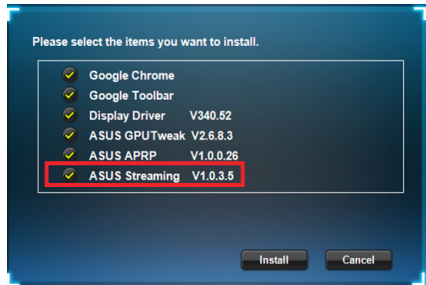 Please select the items you want to install.
Google Chrome
Google Toolbar
Display Driver V340.52
ASUS GPUTweak V2.6.8.3
ASUS APRP V1.0.0.26
ASUS Streaming V1.0.3.5
Install Cancel